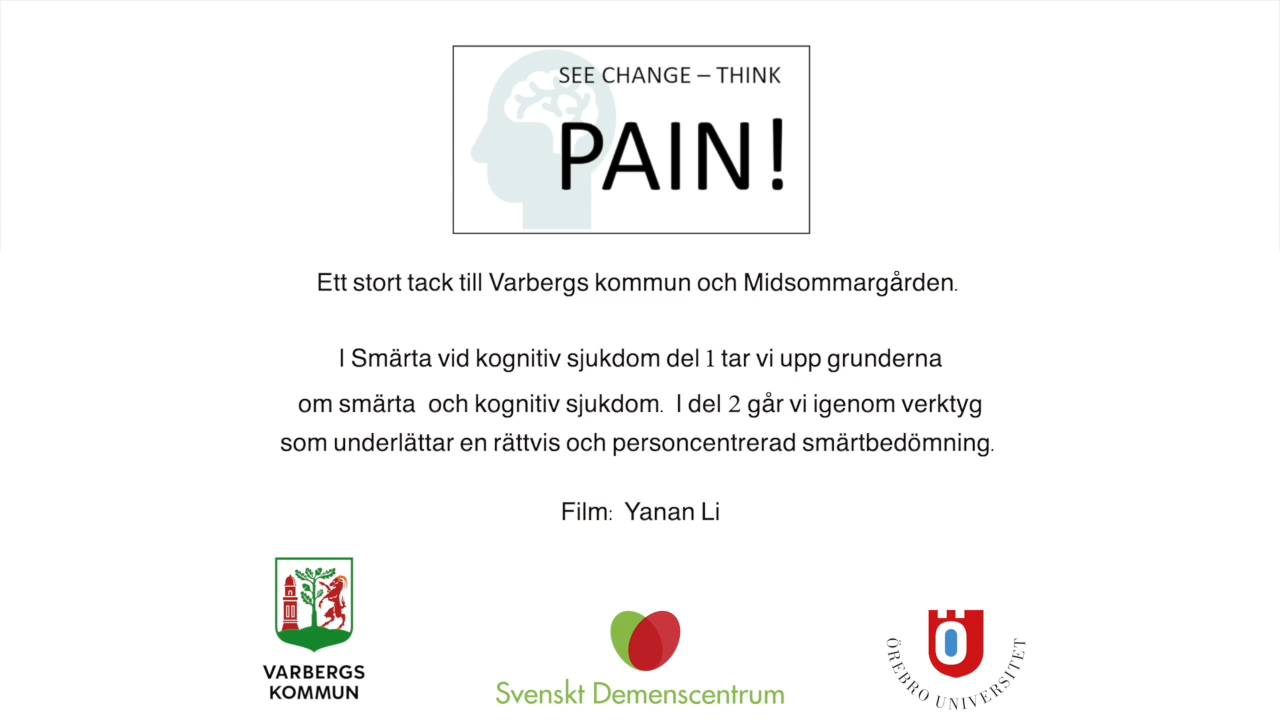 SEE CHANGE – THINK
PAIN!
Ett stort tack till Varbergs kommun och Midsommargården.
I Smärta vid kognitiv sjukdom del 1 tar vi upp grunderna
om smärta och kognitiv sjukdom. I del 2 går vi igenom verktyg
som underlättar en rättvis och personcentrerad smärtbedömning.
Film: Yanan Li
VARBERGS
KOMMUN
Svenskt Demenscentrum
Ö
ÖREBRO UNIVERSITET